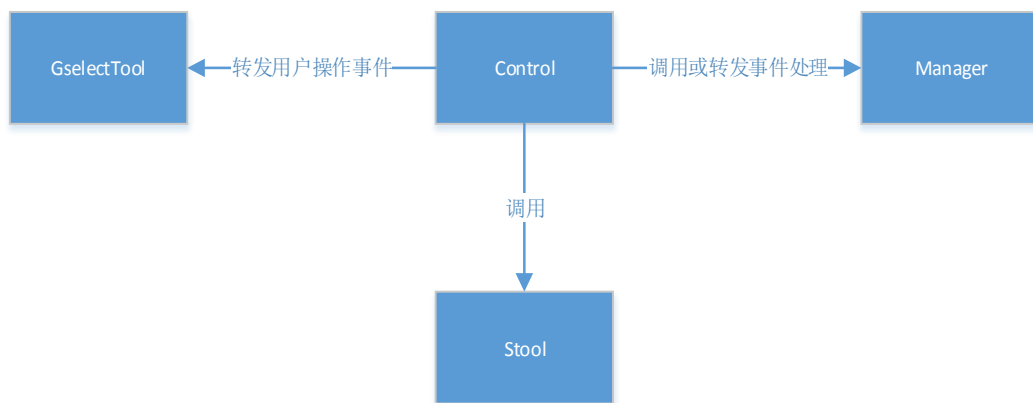 GselectTool
转发用户操作事件
Control
调用或转发事件处理
Manager
调用
Stool